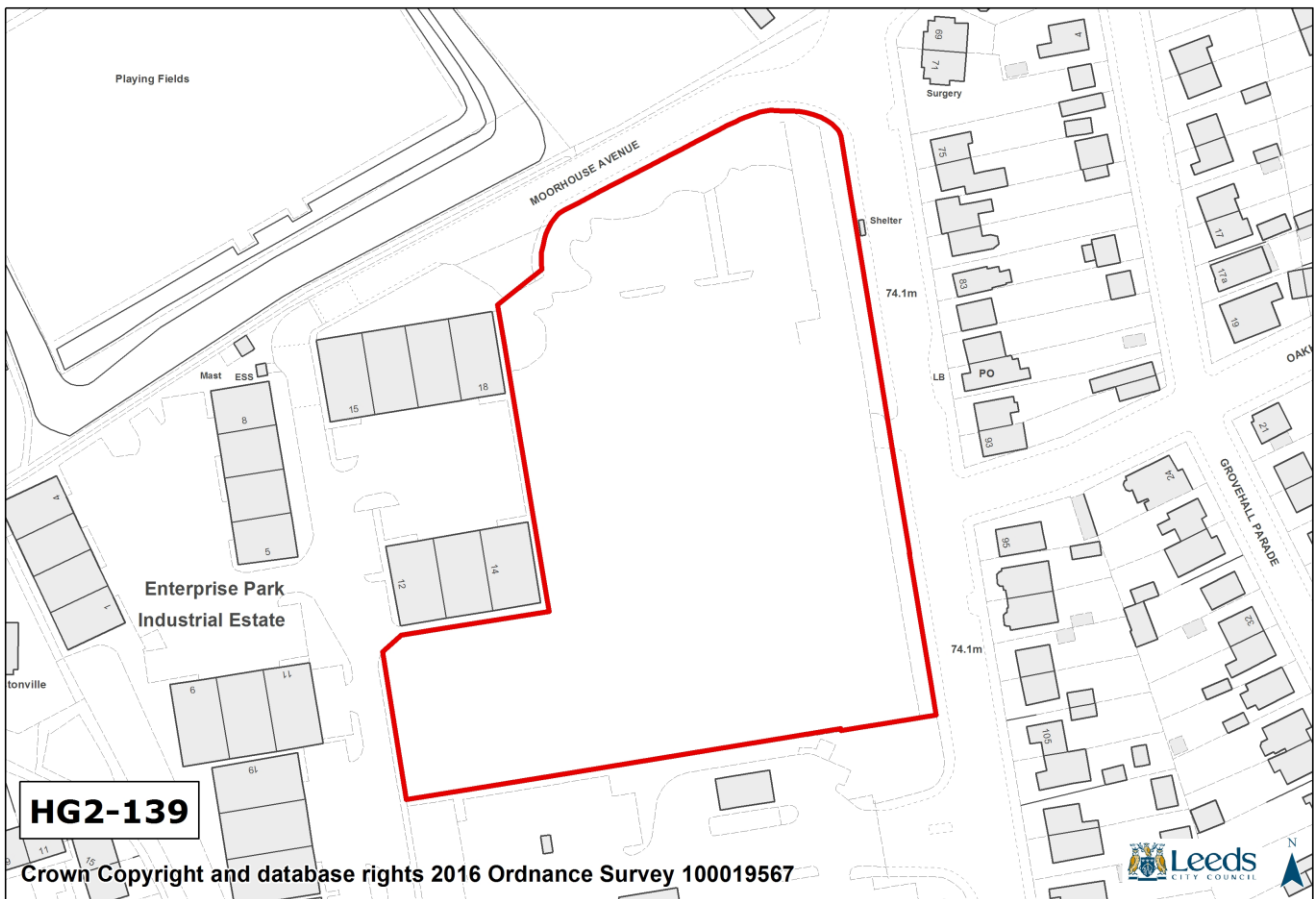 Playing Fields
69
71
Surgery
4
MOORHOUSE AVENUE
75
17
Shelter
17a
83
74.1m
19
OAK
Mast
ESS
18
15
LB
PO
8
21
93
4
24
GROVEHALL PARADE
5
95
14
12
Enterprise Park
Industrial Estate
1
32
74.1m
tonville
11
9
105
19
HG2-139
11
15
Crown Copyright and database rights 2016 Ordnance Survey 100019567
Leeds
CITY COUNCIL
N